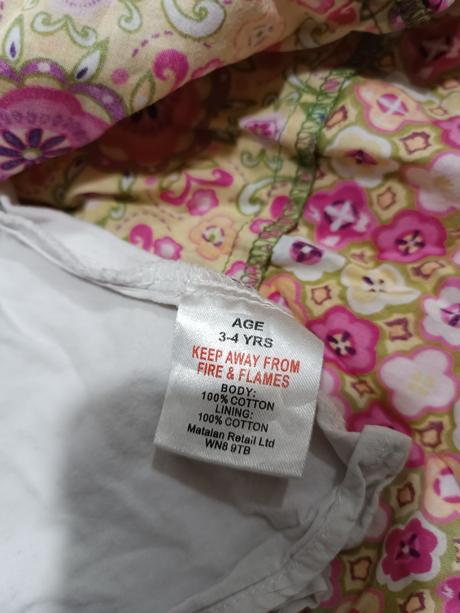 AGE
3-4 YRS
KEEP AWAY FROM
FIRE & FLAMES
BODY:
100% COTTON
LINING:
100% COTTON
Matalan Retail Ltd
WN8 9TB